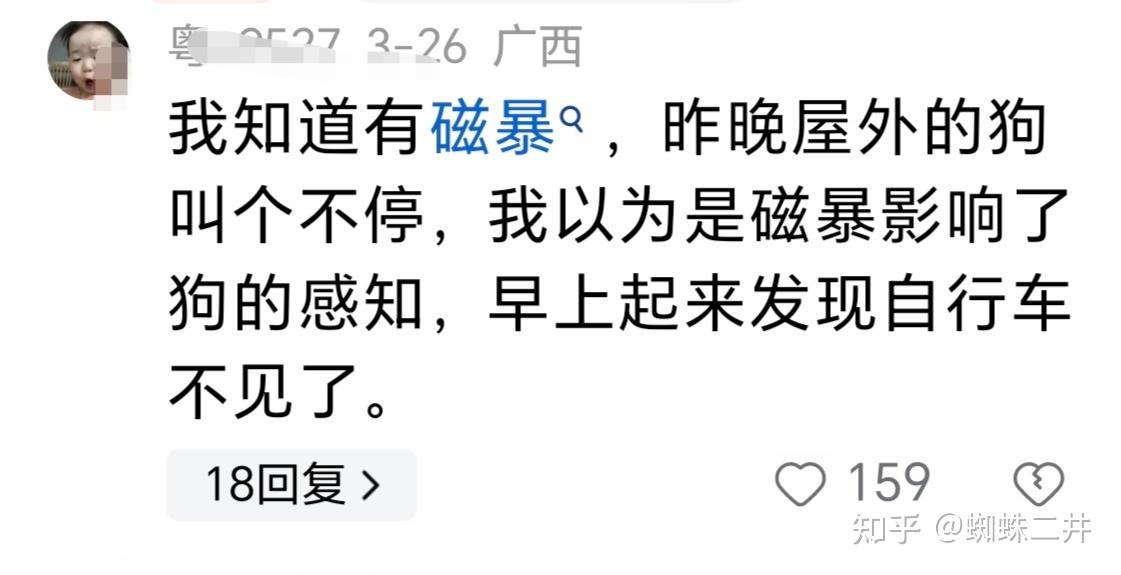 粤 3-26 广西
我知道有磁暴，昨晚屋外的狗
叫个不停，我以为是磁暴影响了
狗的感知，早上起来发现自行车
不见了。
18回复 159
知乎 @蜘蛛二井